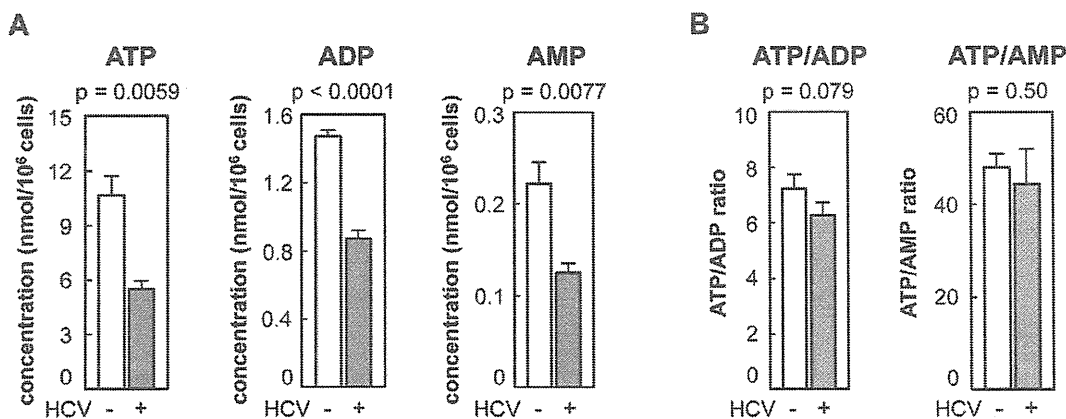 A
ATP
p = 0.0059
concentration (nmol/10⁶ cells)
15
12
9
6
3
0
HCV - +
ADP
p < 0.0001
concentration (nmol/10⁶ cells)
1.6
1.2
0.8
0.4
0
HCV - +
AMP
p = 0.0077
concentration (nmol/10⁶ cells)
0.3
0.2
0.1
0
HCV - +
B
ATP/ADP
p = 0.079
ATP/ADP ratio
10
8
6
4
2
0
HCV - +
ATP/AMP
p = 0.50
ATP/AMP ratio
60
40
20
0
HCV - +